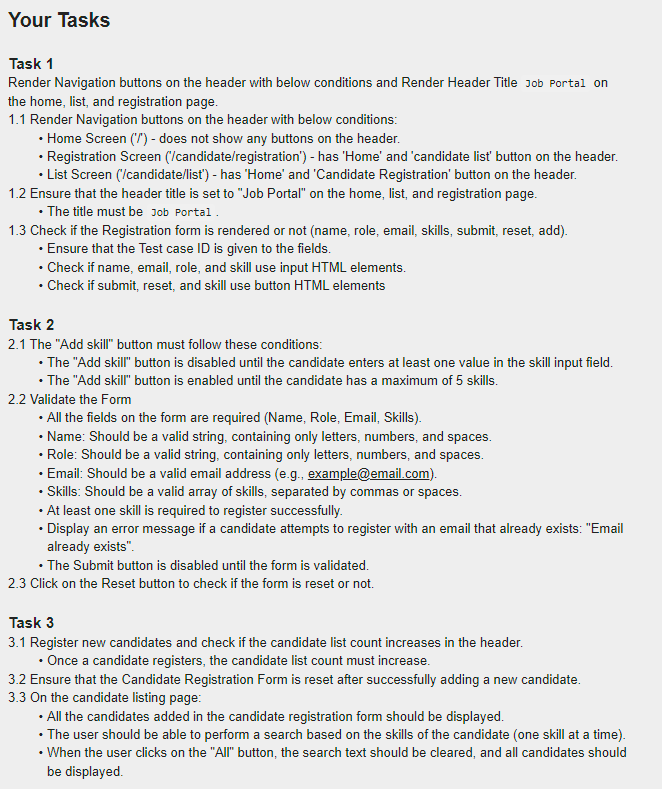 Your Tasks
Task 1
Render Navigation buttons on the header with below conditions and Render Header Title Job Portal on
the home, list, and registration page.
1.1 Render Navigation buttons on the header with below conditions:
• Home Screen ('/') - does not show any buttons on the header.
• Registration Screen ('/candidate/registration') - has 'Home' and 'candidate list' button on the header.
• List Screen ('/candidate/list') - has 'Home' and 'Candidate Registration' button on the header.
1.2 Ensure that the header title is set to "Job Portal" on the home, list, and registration page.
• The title must be Job Portal .
1.3 Check if the Registration form is rendered or not (name, role, email, skills, submit, reset, add).
• Ensure that the Test case ID is given to the fields.
• Check if name, email, role, and skill use input HTML elements.
• Check if submit, reset, and skill use button HTML elements
Task 2
2.1 The "Add skill" button must follow these conditions:
• The "Add skill" button is disabled until the candidate enters at least one value in the skill input field.
• The "Add skill" button is enabled until the candidate has a maximum of 5 skills.
2.2 Validate the Form
• All the fields on the form are required (Name, Role, Email, Skills).
• Name: Should be a valid string, containing only letters, numbers, and spaces.
• Role: Should be a valid string, containing only letters, numbers, and spaces.
• Email: Should be a valid email address (e.g., example@email.com).
• Skills: Should be a valid array of skills, separated by commas or spaces.
• At least one skill is required to register successfully.
• Display an error message if a candidate attempts to register with an email that already exists: "Email
already exists".
• The Submit button is disabled until the form is validated.
2.3 Click on the Reset button to check if the form is reset or not.
Task 3
3.1 Register new candidates and check if the candidate list count increases in the header.
• Once a candidate registers, the candidate list count must increase.
3.2 Ensure that the Candidate Registration Form is reset after successfully adding a new candidate.
3.3 On the candidate listing page:
• All the candidates added in the candidate registration form should be displayed.
• The user should be able to perform a search based on the skills of the candidate (one skill at a time).
• When the user clicks on the "All" button, the search text should be cleared, and all candidates should
be displayed.